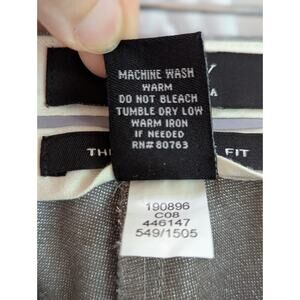 MACHINE WASH
WARM
DO NOT BLEACH
TUMBLE DRY LOW
WARM IRON
IF NEEDED
RN# 80763
FIT
190896
C08
446147
549/1505